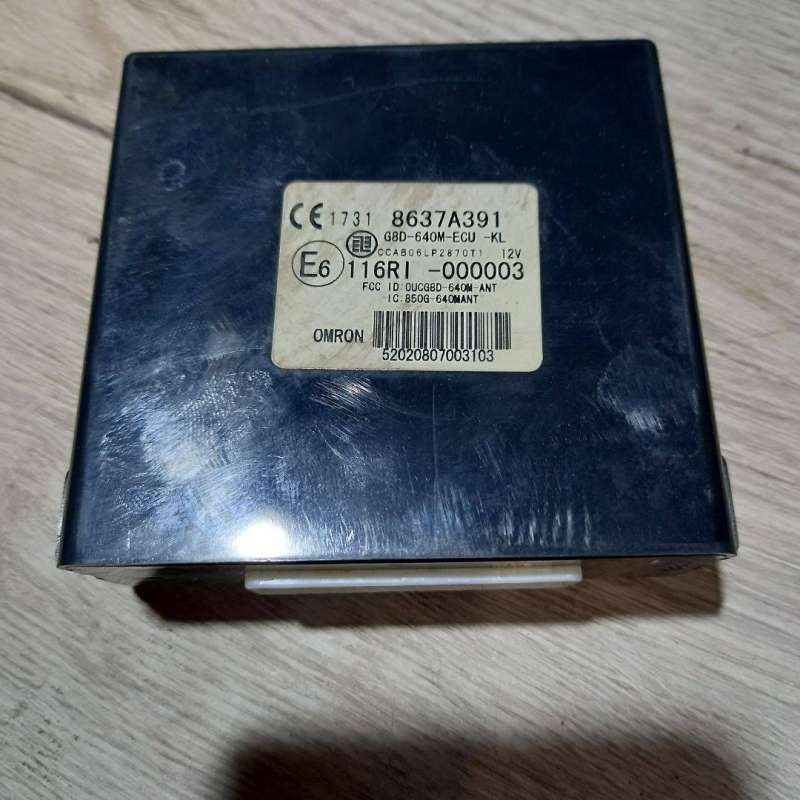 CE 1731 8637A391
G8D-640M-ECU -KL
CCAB06LP2870T1 12V
E6 116RI -000003
FCC ID:OUCG8D-640M-ANT
IC:850G-640MANT
OMRON
52020807003103